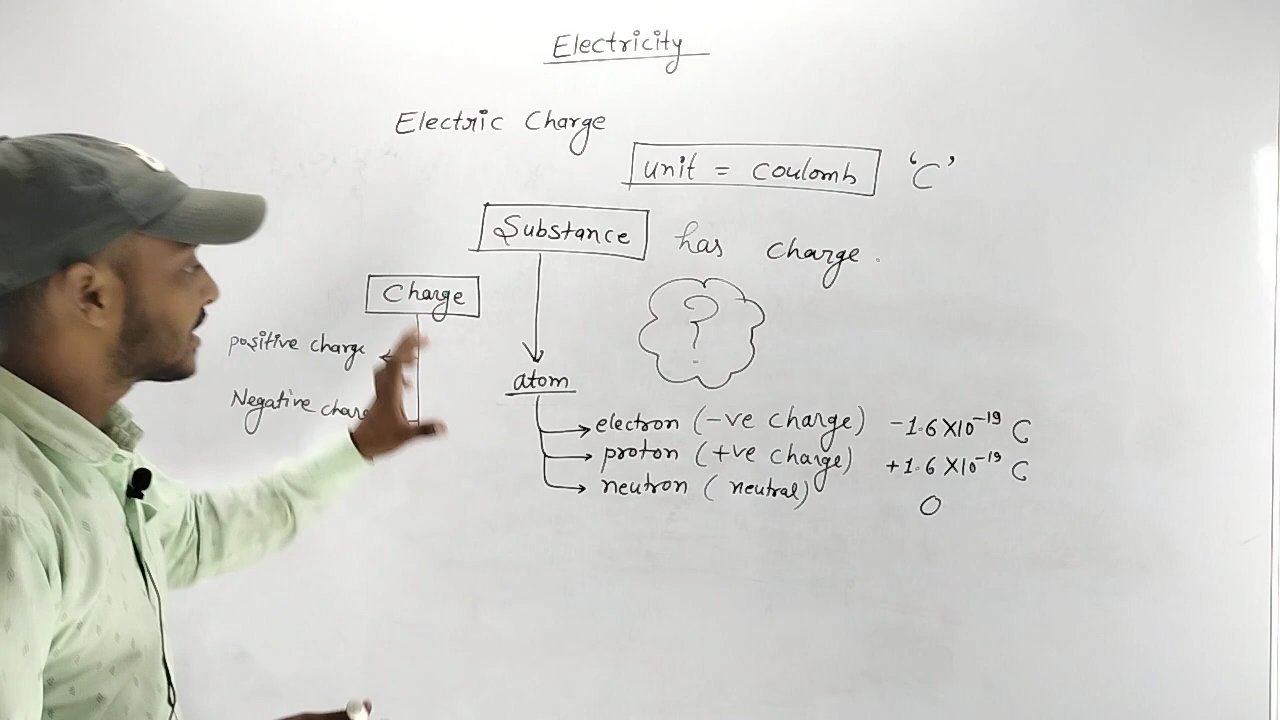 Electricity
Electric Charge
unit = coulomb 'C'
Substance has charge.
Charge
?
positive charge
atom
Negative charg
electron (-ve charge) -1.6×10⁻¹⁹ C
proton (+ve charge) +1.6×10⁻¹⁹ C
neutron (neutral) 0